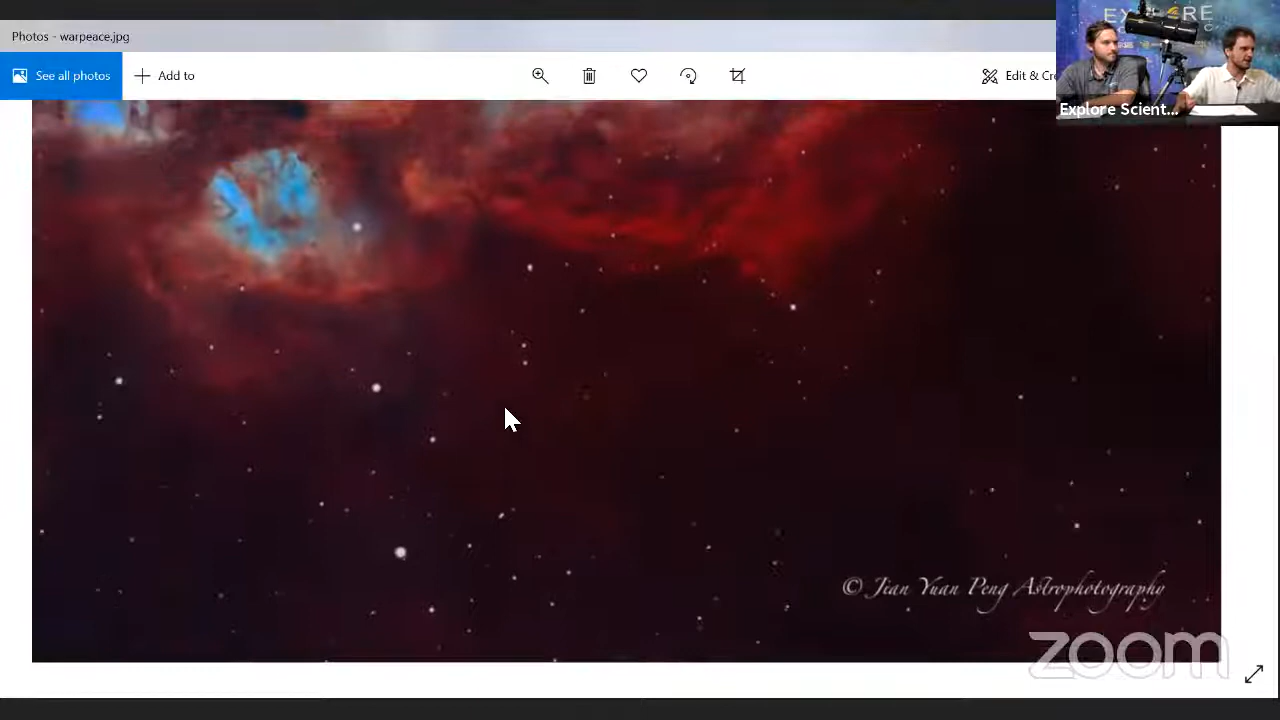 Photos - warpeace.jpg
See all photos
Add to
Edit & Cre
Explore Scient...
© Jian Yuan Peng Astrophotography
zoom